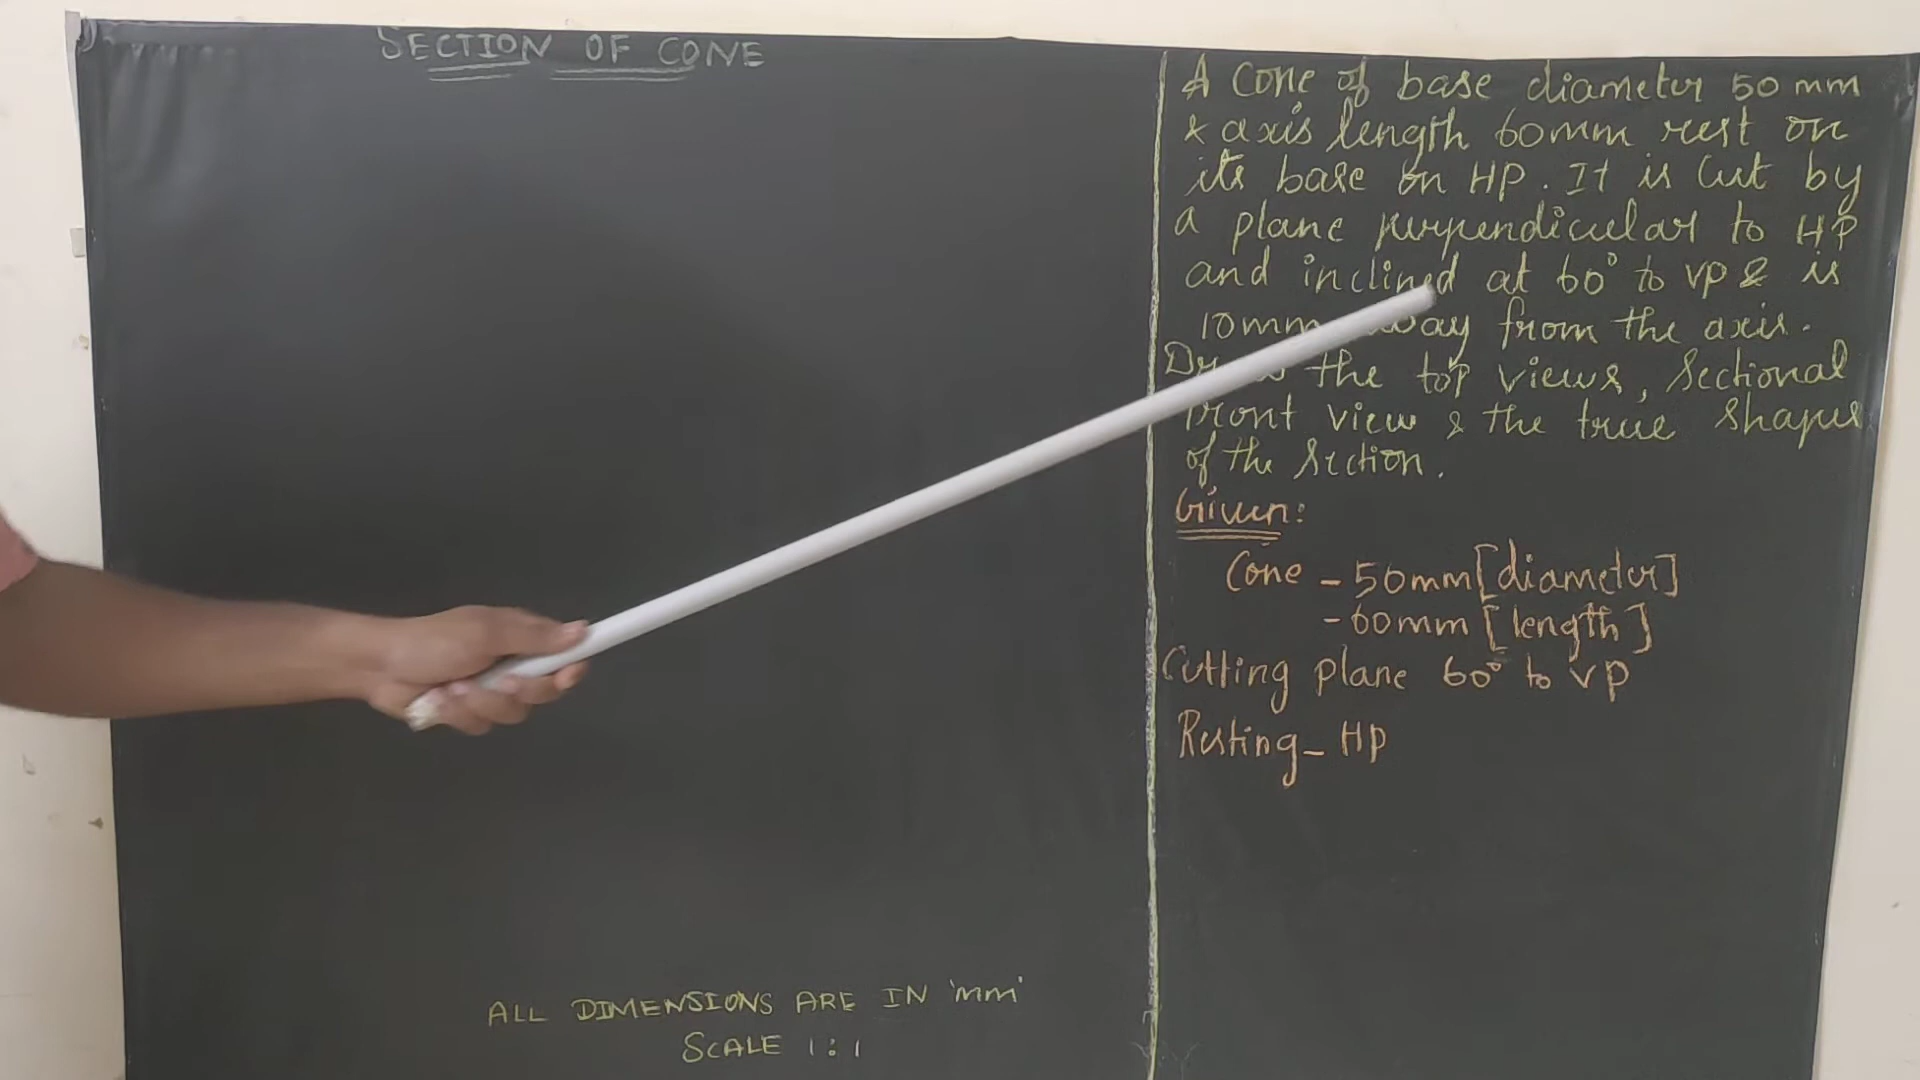 SECTION OF CONE
A Cone of base diameter 50 mm
& axis length 60mm rest on
its base on HP. It is Cut by
a plane perpendicular to HP
and inclined at 60° to vp & is
10mm away from the axis.
the top views, Sectional
Front view & the true shapes
of the Section.
Given:
Cone - 50mm [diameter]
- 60mm [length]
Cutting plane 60° to vp
Resting - Hp
ALL DIMENSIONS ARE IN 'mm'
SCALE 1:1